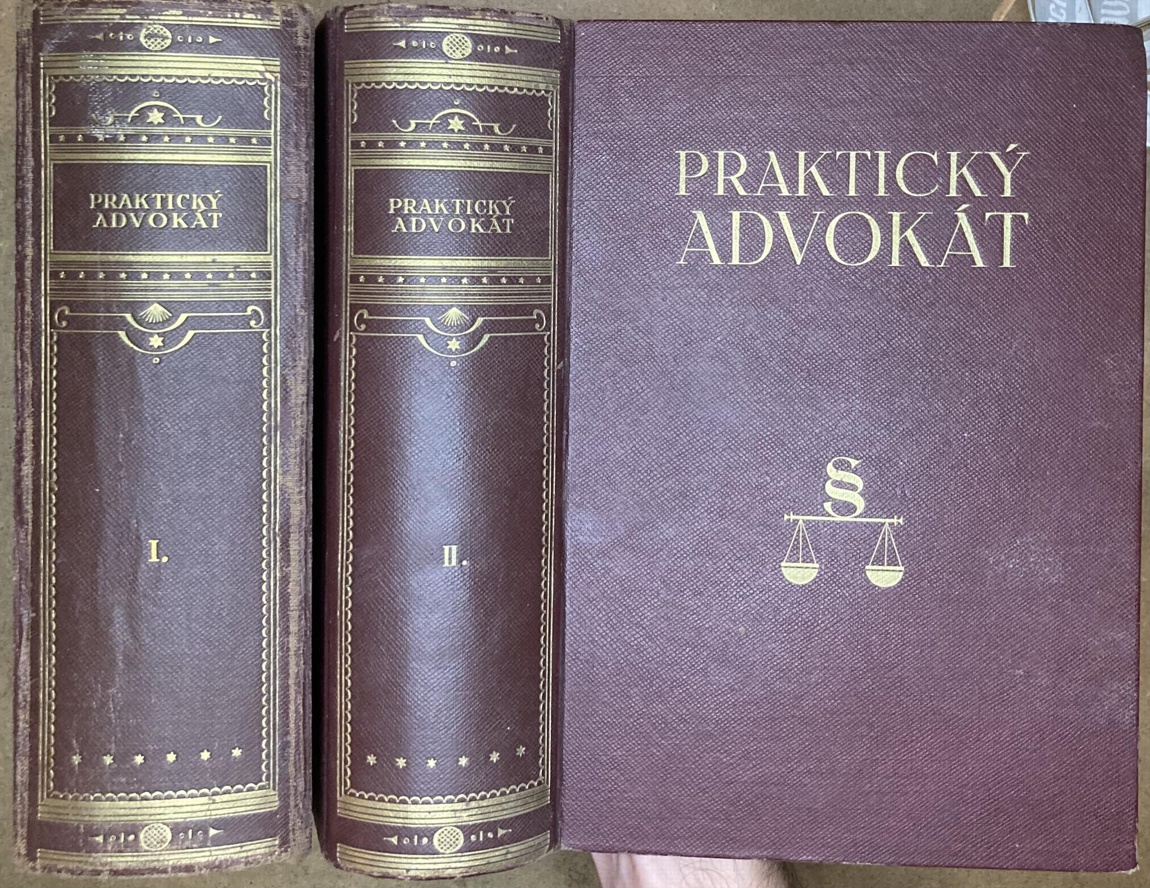 PRAKTICKÝ
ADVOKÁT
I.
PRAKTICKÝ
ADVOKÁT
II.
PRAKTICKÝ
ADVOKÁT
§